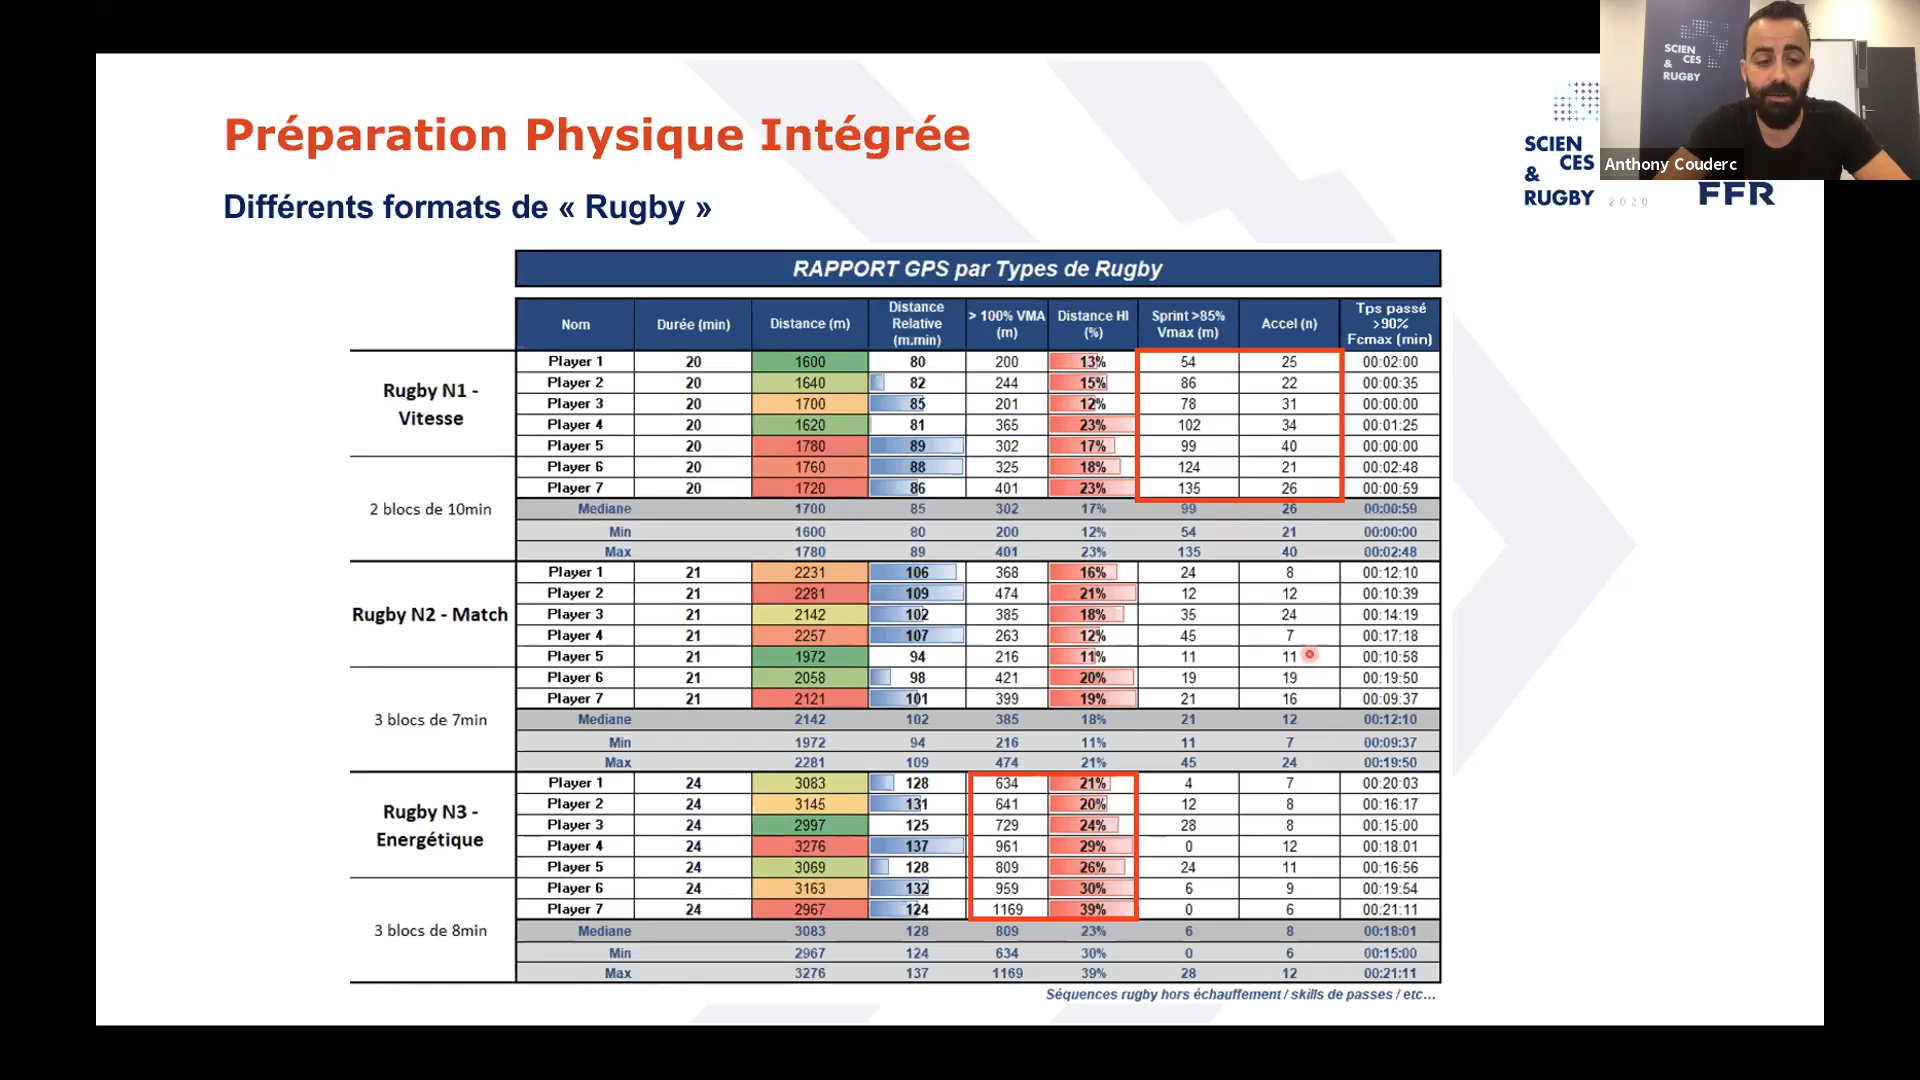 Préparation Physique Intégrée
Différents formats de « Rugby »
SCIEN
CES
&
RUGBY
2020
FFR
SCIEN
CES
&
RUGBY
Anthony Couderc
RAPPORT GPS par Types de Rugby
Nom Durée (min) Distance (m) Distance Relative (m.min) > 100% VMA (m) Distance HI (%) Sprint >85% Vmax (m) Accel (n) Tps passé >90% Fcmax (min)
Rugby N1 - Vitesse
2 blocs de 10min
Player 1 20 1600 80 200 13% 54 25 00:02:00
Player 2 20 1640 82 244 15% 86 22 00:00:35
Player 3 20 1700 85 201 12% 78 31 00:00:00
Player 4 20 1620 81 365 23% 102 34 00:01:25
Player 5 20 1780 89 302 17% 99 40 00:00:00
Player 6 20 1760 88 325 18% 124 21 00:02:48
Player 7 20 1720 86 401 23% 135 26 00:00:59
Mediane 1700 85 302 17% 99 26 00:00:59
Min 1600 80 200 12% 54 21 00:00:00
Max 1780 89 401 23% 135 40 00:02:48
Rugby N2 - Match
3 blocs de 7min
Player 1 21 2231 106 368 16% 24 8 00:12:10
Player 2 21 2281 109 474 21% 12 12 00:10:39
Player 3 21 2142 102 385 18% 35 24 00:14:19
Player 4 21 2257 107 263 12% 45 7 00:17:18
Player 5 21 1972 94 216 11% 11 11 00:10:58
Player 6 21 2058 98 421 20% 19 19 00:19:50
Player 7 21 2121 101 399 19% 21 16 00:09:37
Mediane 2142 102 385 18% 21 12 00:12:10
Min 1972 94 216 11% 11 7 00:09:37
Max 2281 109 474 21% 45 24 00:19:50
Rugby N3 - Energétique
3 blocs de 8min
Player 1 24 3083 128 634 21% 4 7 00:20:03
Player 2 24 3145 131 641 20% 12 8 00:16:17
Player 3 24 2997 125 729 24% 28 8 00:15:00
Player 4 24 3276 137 961 29% 0 12 00:18:01
Player 5 24 3069 128 809 26% 24 11 00:16:56
Player 6 24 3163 132 959 30% 6 9 00:19:54
Player 7 24 2967 124 1169 39% 0 6 00:21:11
Mediane 3083 128 809 23% 6 8 00:18:01
Min 2967 124 634 30% 0 6 00:15:00
Max 3276 137 1169 39% 28 12 00:21:11
Séquences rugby hors échauffement / skills de passes / etc...